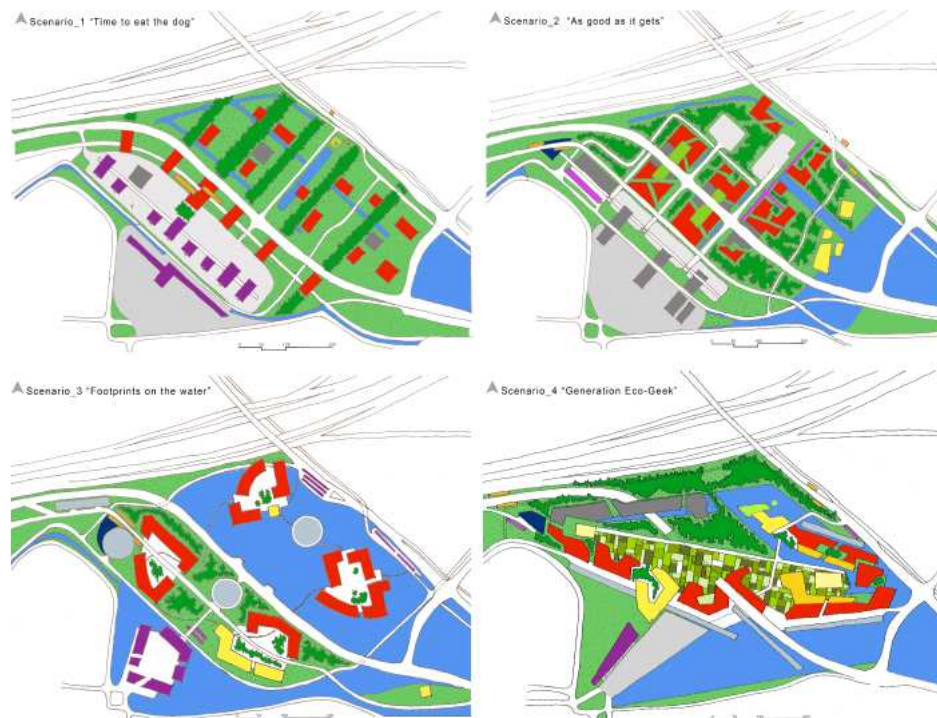 Scenario_1 "Time to eat the dog"
Scenario_2 "As good as it gets"
Scenario_3 "Footprints on the water"
Scenario_4 "Generation Eco-Geek"